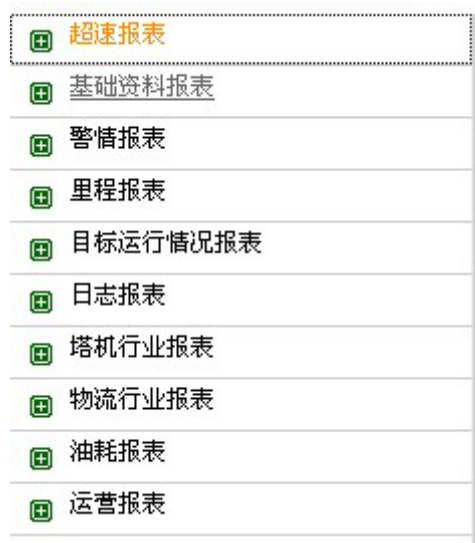 超速报表
基础资料报表
警情报表
里程报表
目标运行情况报表
日志报表
塔机行业报表
物流行业报表
油耗报表
运营报表